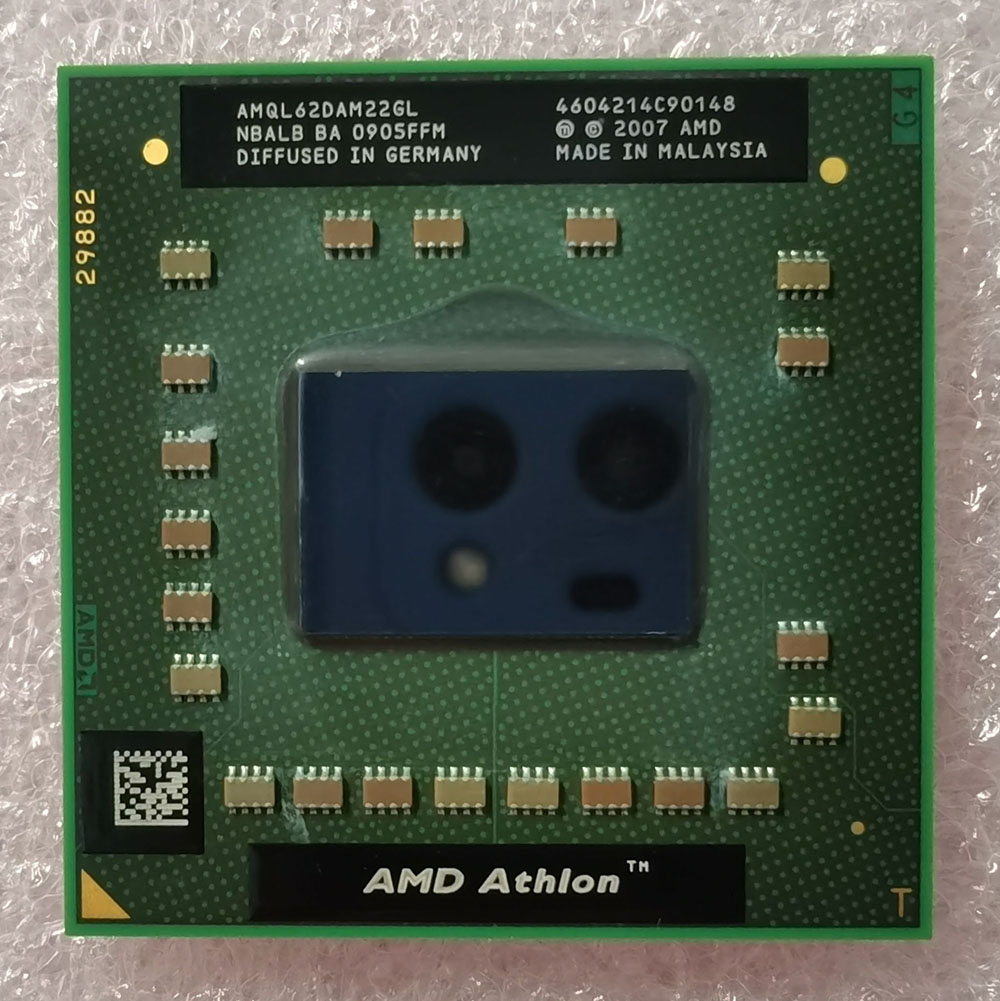 AMQL62DAM22GL
NBALB BA 0905FFM
DIFFUSED IN GERMANY
4604214C90148
ⓜ © 2007 AMD
MADE IN MALAYSIA
G4
29882
AMD
AMD Athlon™
T